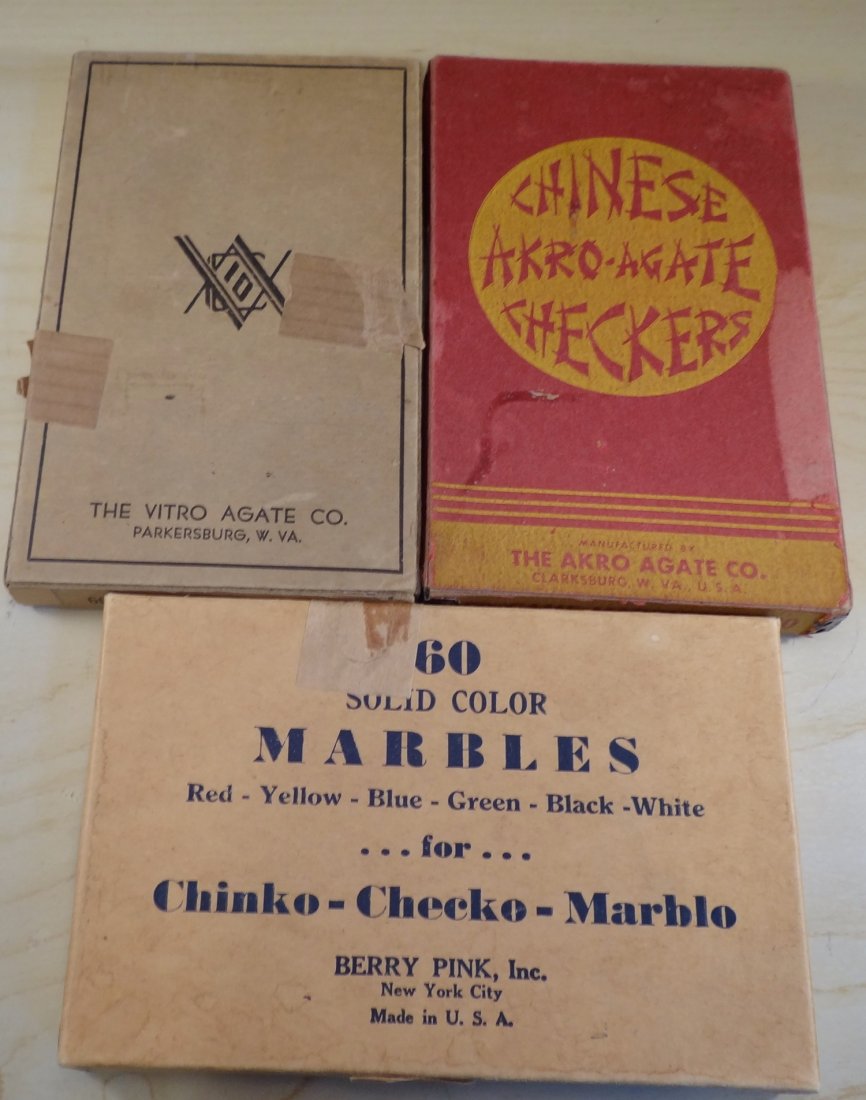 10
THE VITRO AGATE CO.
PARKERSBURG, W. VA.
CHINESE
AKRO-AGATE
CHECKERS
MANUFACTURED BY
THE AKRO AGATE CO.
CLARKSBURG, W. VA., U.S.A.
60
SOLID COLOR
MARBLES
Red - Yellow - Blue - Green - Black -White
... for ...
Chinko - Checko - Marblo
BERRY PINK, Inc.
New York City
Made in U. S. A.